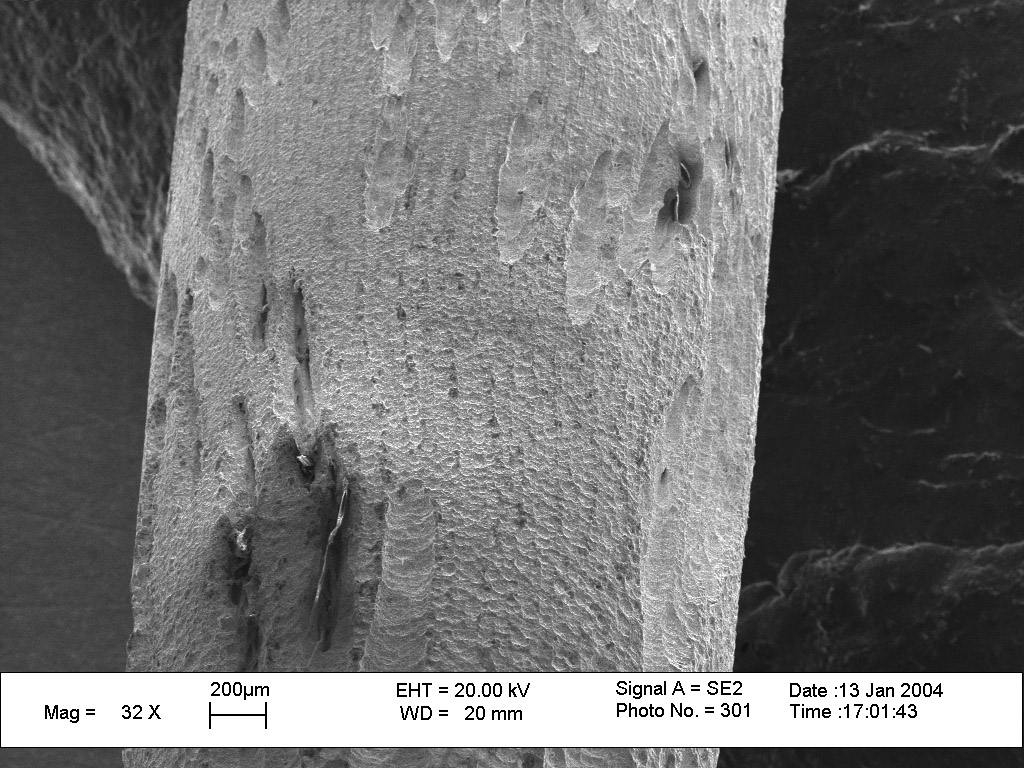 Mag = 32 X
200µm
EHT = 20.00 kV
WD = 20 mm
Signal A = SE2
Photo No. = 301
Date :13 Jan 2004
Time :17:01:43